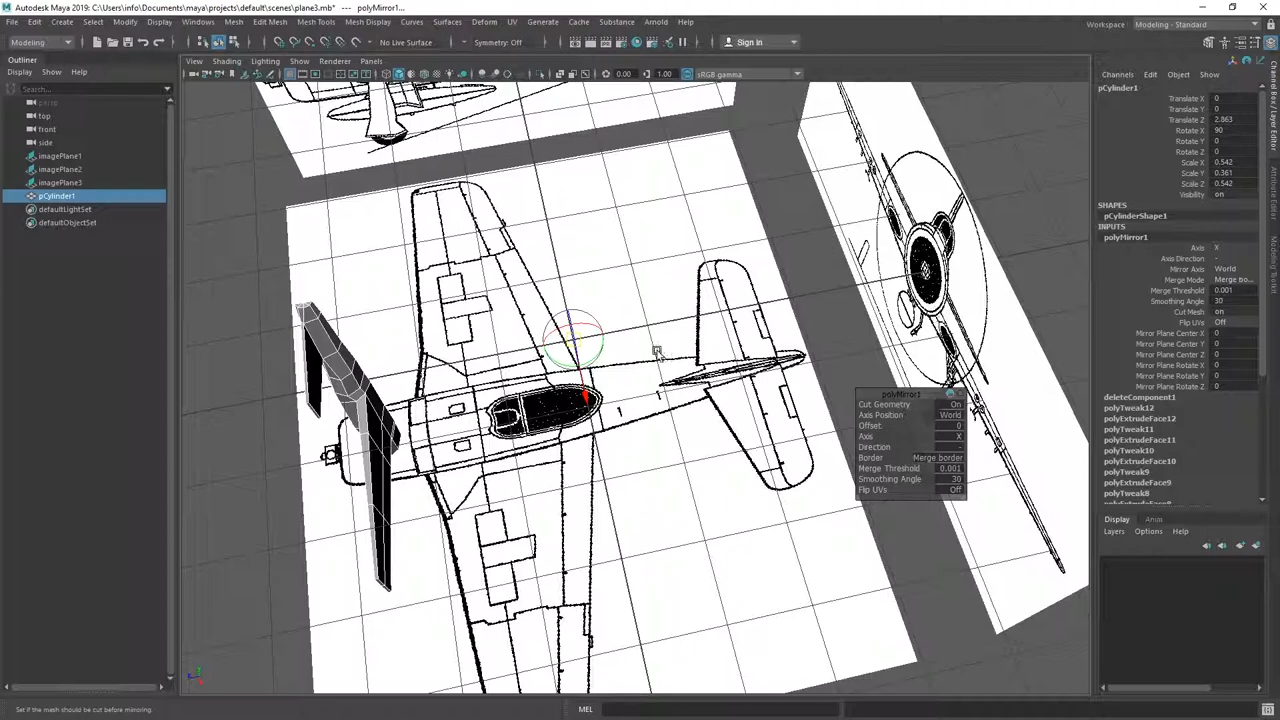 Autodesk Maya 2019: C:\Users\info\Documents\maya\projects\default\scenes\plane3.mb* --- polyMirror1...
File Edit Create Select Modify Display Windows Mesh Edit Mesh Mesh Tools Mesh Display Curves Surfaces Deform UV Generate Cache Substance Arnold Help
Workspace : Modeling - Standard
Modeling No Live Surface Symmetry: Off Sign In
Outliner
Display Show Help
Search...
persp
top
front
side
imagePlane1
imagePlane2
imagePlane3
pCylinder1
defaultLightSet
defaultObjectSet
View Shading Lighting Show Renderer Panels
0.00 1.00 sRGB gamma
polyMirror1
Cut Geometry On
Axis Position World
Offset 0
Axis X
Direction -
Border Merge border
Merge Threshold 0.001
Smoothing Angle 30
Flip UVs Off
Channels Edit Object Show
pCylinder1
Translate X 0
Translate Y 0
Translate Z 2.863
Rotate X 90
Rotate Y 0
Rotate Z 0
Scale X 0.542
Scale Y 0.361
Scale Z 0.542
Visibility on
SHAPES
pCylinderShape1
INPUTS
polyMirror1
Axis X
Axis Direction -
Mirror Axis World
Merge Mode Merge bo...
Merge Threshold 0.001
Smoothing Angle 30
Cut Mesh on
Flip UVs Off
Mirror Plane Center X 0
Mirror Plane Center Y 0
Mirror Plane Center Z 0
Mirror Plane Rotate X 0
Mirror Plane Rotate Y 0
Mirror Plane Rotate Z 0
deleteComponent1
polyTweak12
polyExtrudeFace12
polyTweak11
polyExtrudeFace11
polyTweak10
polyExtrudeFace10
polyTweak9
polyExtrudeFace9
polyTweak8
Display Anim
Layers Options Help
Channel Box / Layer Editor
Attribute Editor
Modeling Toolkit
Set if the mesh should be cut before mirroring.
MEL